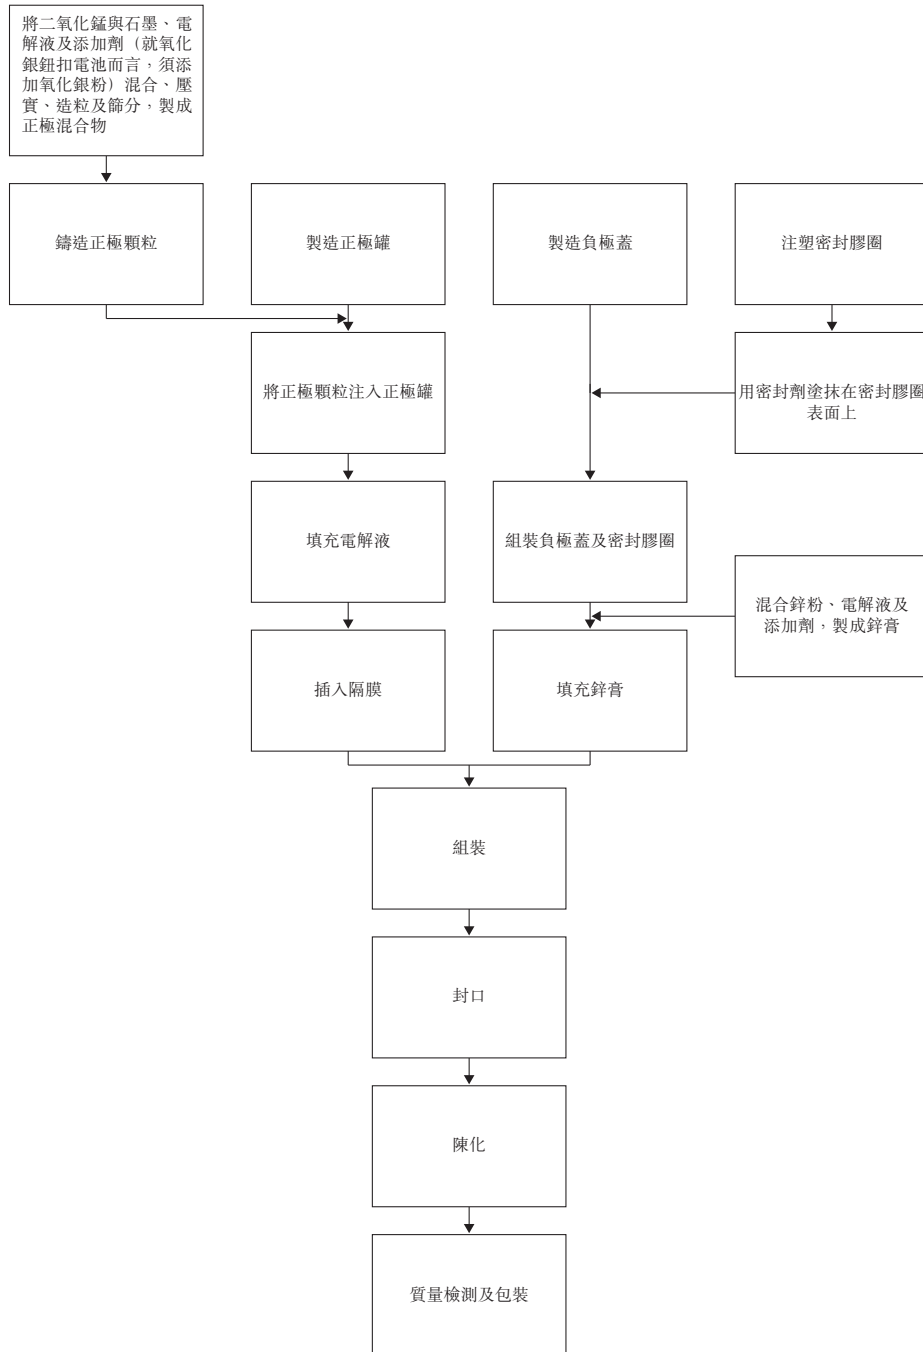 將二氧化錳與石墨、電
解液及添加劑（就氧化
銀鈕扣電池而言，須添
加氧化銀粉）混合、壓
實、造粒及篩分，製成
正極混合物
鑄造正極顆粒
製造正極罐
製造負極蓋
注塑密封膠圈
將正極顆粒注入正極罐
用密封劑塗抹在密封膠圈
表面上
填充電解液
組裝負極蓋及密封膠圈
混合鋅粉、電解液及
添加劑，製成鋅膏
插入隔膜
填充鋅膏
組裝
封口
陳化
質量檢測及包裝